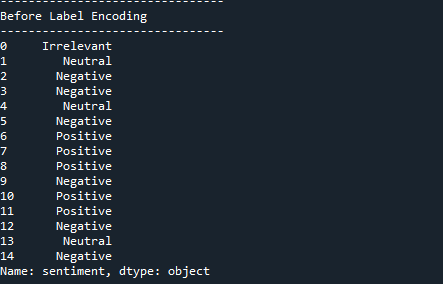 --------------------------------
Before Label Encoding
--------------------------------
0    Irrelevant
1       Neutral
2      Negative
3      Negative
4       Neutral
5      Negative
6      Positive
7      Positive
8      Positive
9      Negative
10     Positive
11     Positive
12     Negative
13      Neutral
14     Negative
Name: sentiment, dtype: object